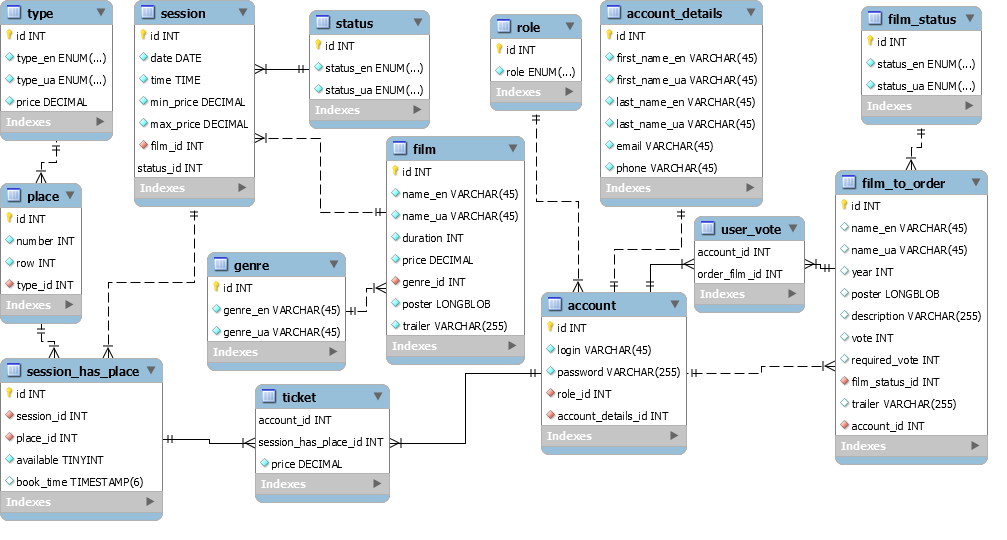 type
id INT
type_en ENUM(...)
type_ua ENUM(...)
price DECIMAL
Indexes
session
id INT
date DATE
time TIME
min_price DECIMAL
max_price DECIMAL
film_id INT
status_id INT
Indexes
status
id INT
status_en ENUM(...)
status_ua ENUM(...)
Indexes
role
id INT
role ENUM(...)
Indexes
account_details
id INT
first_name_en VARCHAR(45)
first_name_ua VARCHAR(45)
last_name_en VARCHAR(45)
last_name_ua VARCHAR(45)
email VARCHAR(45)
phone VARCHAR(45)
Indexes
film_status
id INT
status_en ENUM(...)
status_ua ENUM(...)
Indexes
place
id INT
number INT
row INT
type_id INT
Indexes
genre
id INT
genre_en VARCHAR(45)
genre_ua VARCHAR(45)
Indexes
film
id INT
name_en VARCHAR(45)
name_ua VARCHAR(45)
duration INT
price DECIMAL
genre_id INT
poster LONGBLOB
trailer VARCHAR(255)
Indexes
user_vote
account_id INT
order_film_id INT
Indexes
film_to_order
id INT
name_en VARCHAR(45)
name_ua VARCHAR(45)
year INT
poster LONGBLOB
description VARCHAR(255)
vote INT
required_vote INT
film_status_id INT
trailer VARCHAR(255)
account_id INT
Indexes
account
id INT
login VARCHAR(45)
password VARCHAR(255)
role_id INT
account_details_id INT
Indexes
session_has_place
id INT
session_id INT
place_id INT
available TINYINT
book_time TIMESTAMP(6)
Indexes
ticket
account_id INT
session_has_place_id INT
price DECIMAL
Indexes